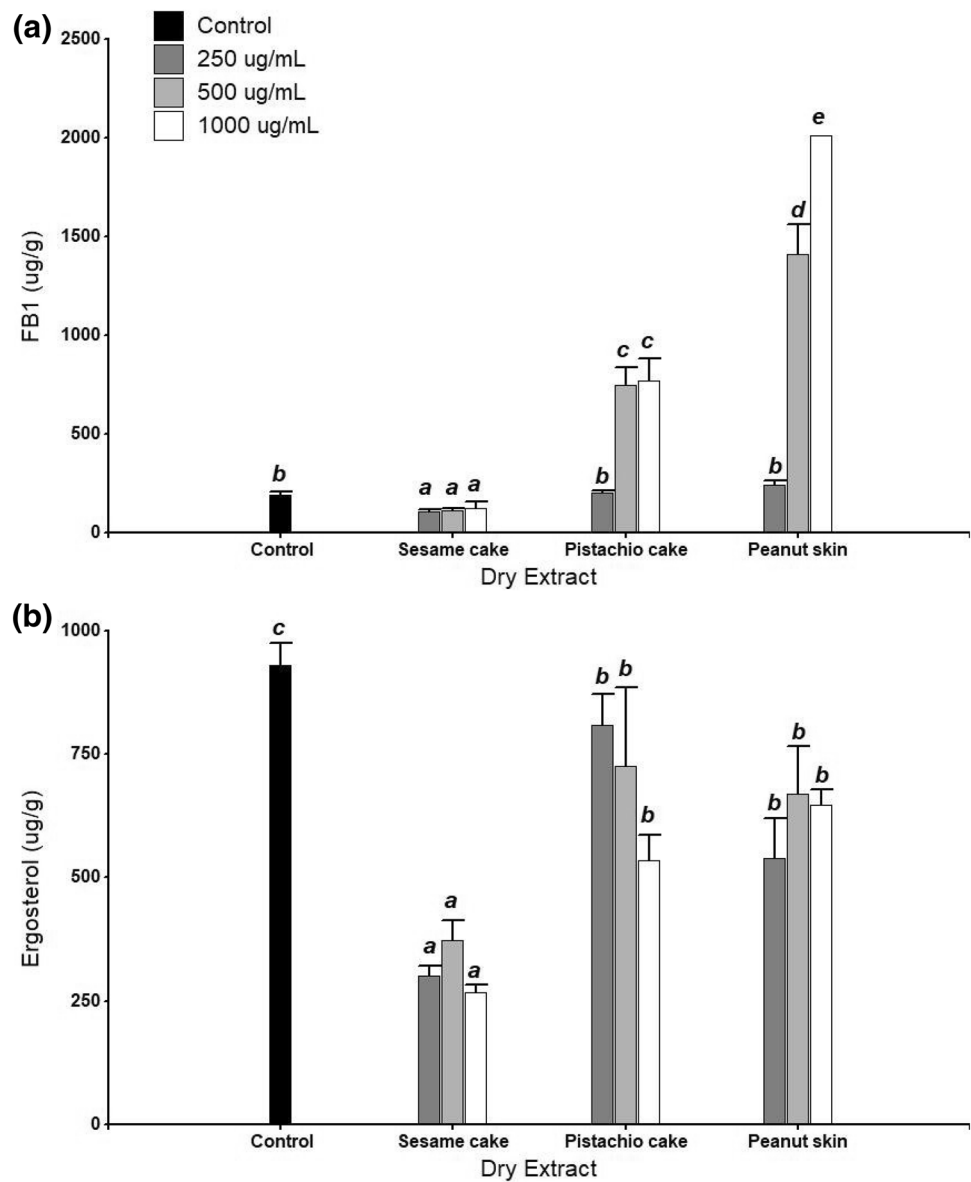 (a)
Control
250 ug/mL
500 ug/mL
1000 ug/mL
FB1 (ug/g)
2500
2000
1500
1000
500
0
b
a a a
b c c
b d e
Control Sesame cake Pistachio cake Peanut skin
Dry Extract
(b)
Ergosterol (ug/g)
1000
750
500
250
0
c
a a a
b b b
b b b
Control Sesame cake Pistachio cake Peanut skin
Dry Extract